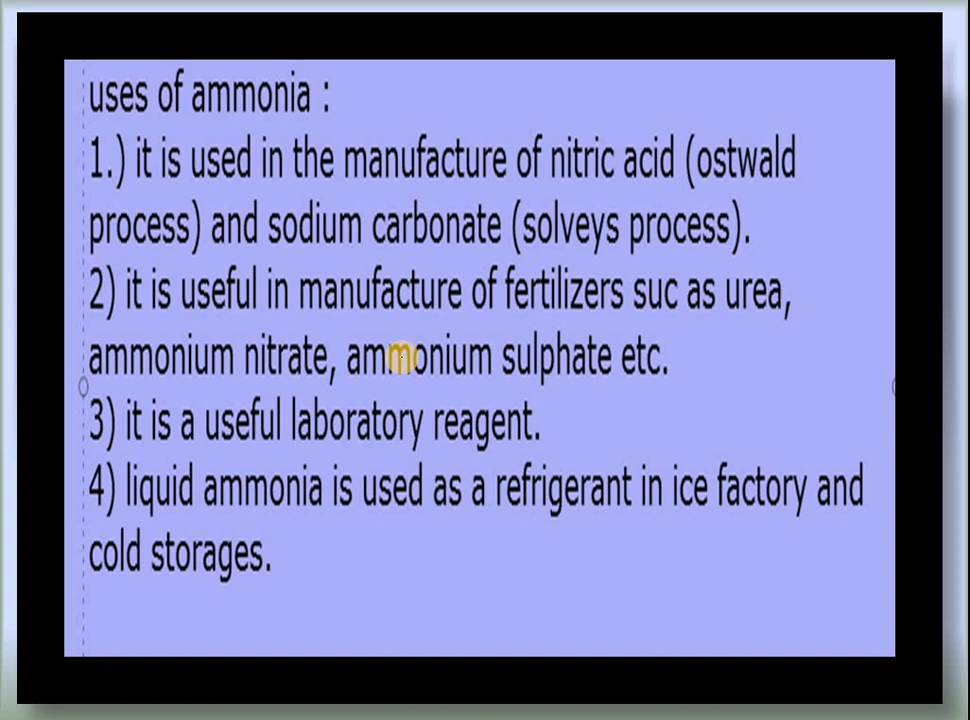 uses of ammonia :
1.) it is used in the manufacture of nitric acid (ostwald
process) and sodium carbonate (solveys process).
2) it is useful in manufacture of fertilizers suc as urea,
ammonium nitrate, ammonium sulphate etc.
3) it is a useful laboratory reagent.
4) liquid ammonia is used as a refrigerant in ice factory and
cold storages.